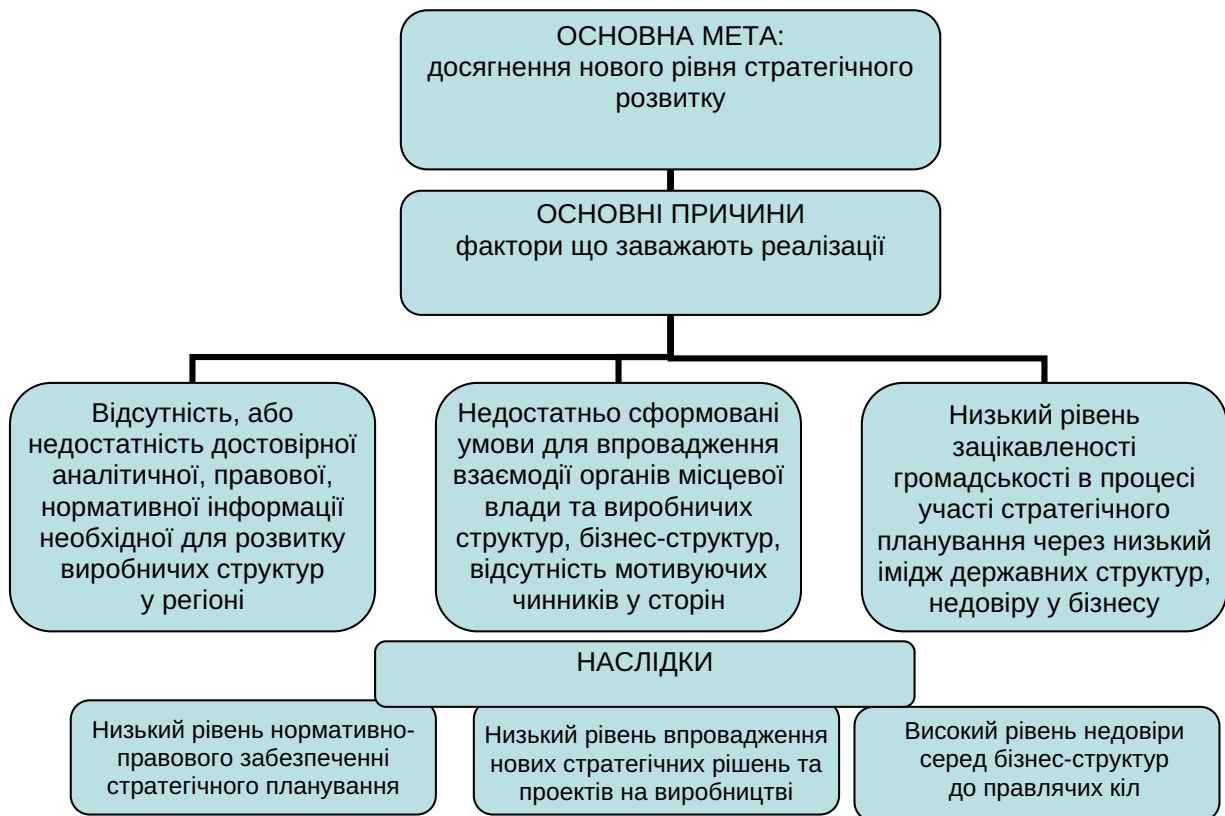 ОСНОВНА МЕТА:
досягнення нового рівня стратегічного
розвитку
ОСНОВНІ ПРИЧИНИ
фактори що заважають реалізації
Відсутність, або
недостатність достовірної
аналітичної, правової,
нормативної інформації
необхідної для розвитку
виробничих структур
у регіоні
Недостатньо сформовані
умови для впровадження
взаємодії органів місцевої
влади та виробничих
структур, бізнес-структур,
відсутність мотивуючих
чинників у сторін
Низький рівень
зацікавленості
громадськості в процесі
участі стратегічного
планування через низький
імідж державних структур,
недовіру у бізнесу
НАСЛІДКИ
Низький рівень нормативно-
правового забезпеченні
стратегічного планування
Низький рівень впровадження
нових стратегічних рішень та
проектів на виробництві
Високий рівень недовіри
серед бізнес-структур
до правлячих кіл